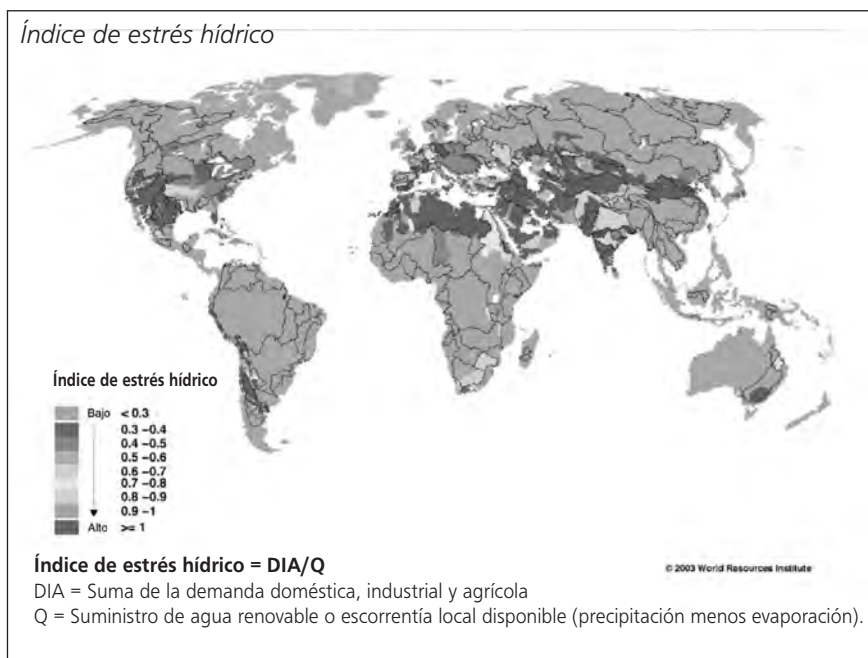 Índice de estrés hídrico
Índice de estrés hídrico
Bajo < 0.3
0.3 –0.4
0.4 –0.5
0.5 –0.6
0.6 –0.7
0.7 –0.8
0.8 –0.9
0.9 –1
Alto >= 1
Índice de estrés hídrico = DIA/Q
© 2003 World Resources Institute
DIA = Suma de la demanda doméstica, industrial y agrícola
Q = Suministro de agua renovable o escorrentía local disponible (precipitación menos evaporación).